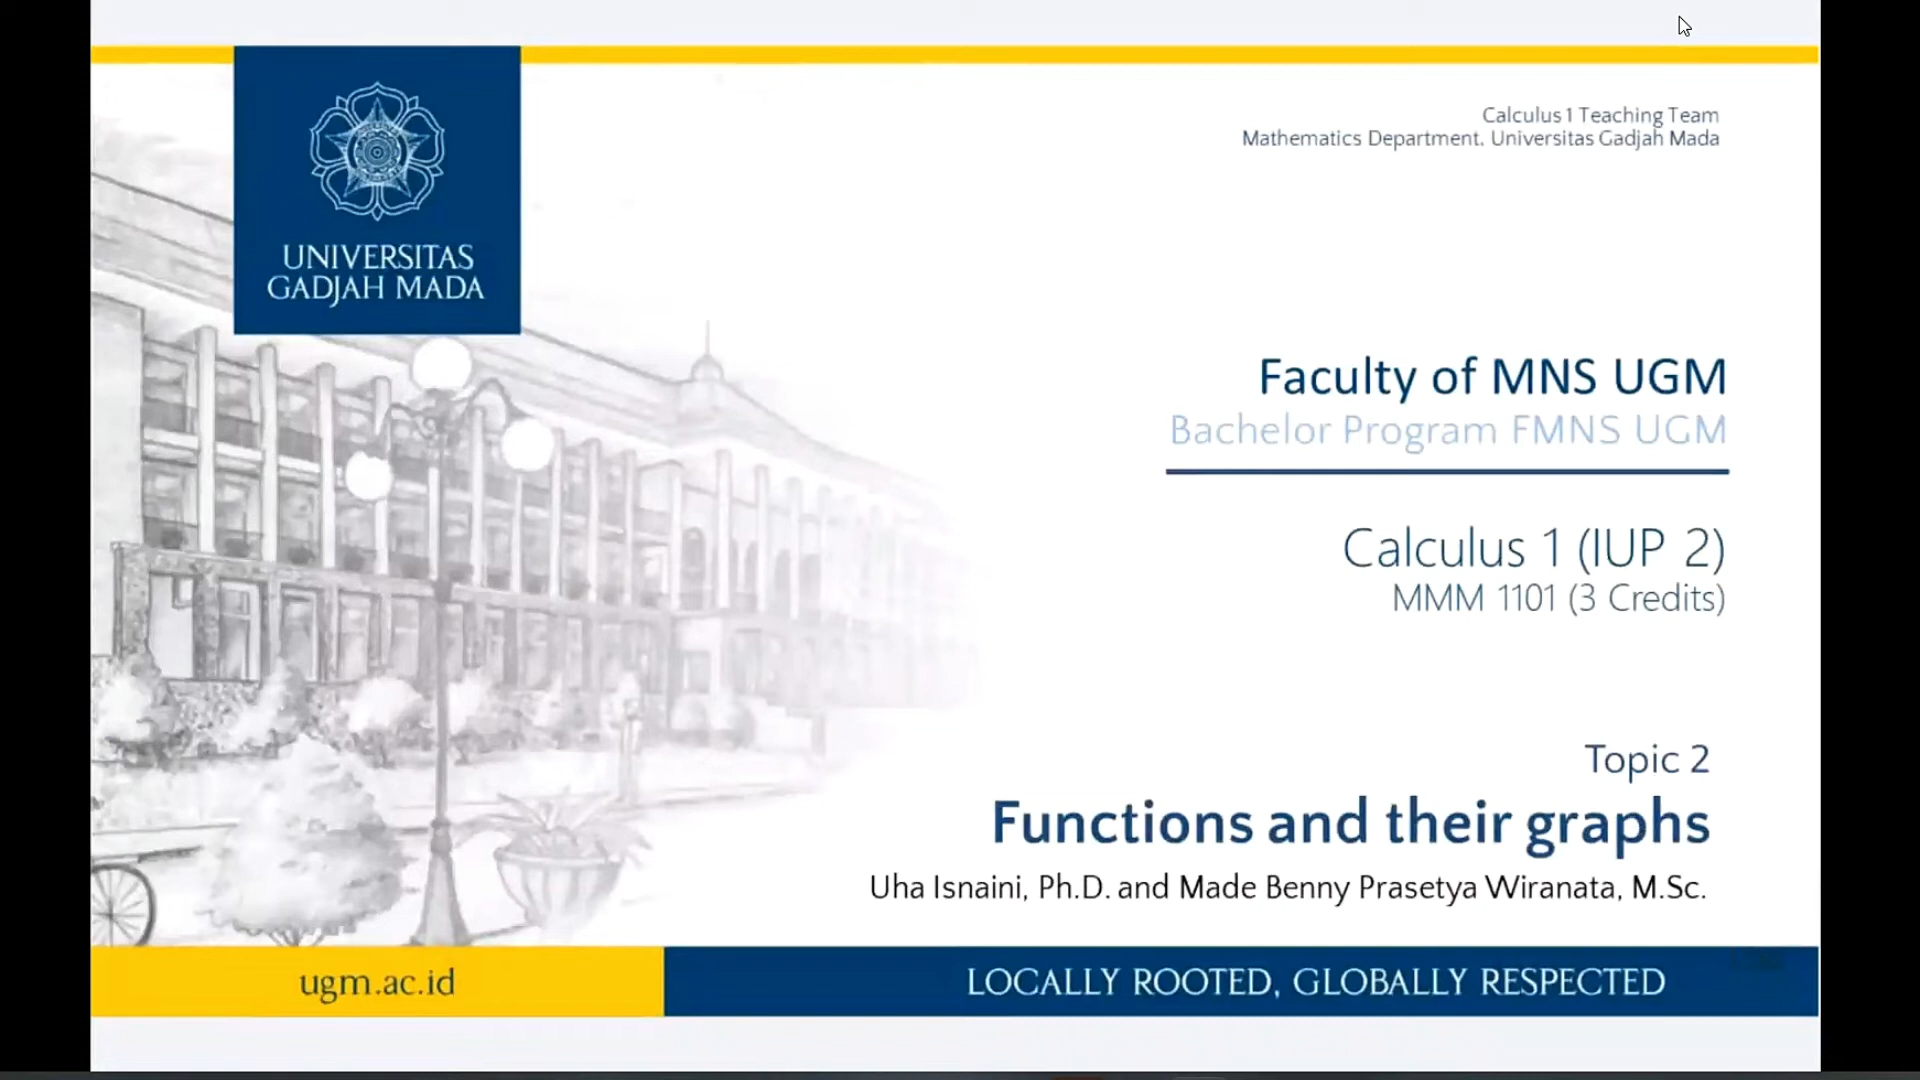 UNIVERSITAS
GADJAH MADA
Calculus 1 Teaching Team
Mathematics Department. Universitas Gadjah Mada
Faculty of MNS UGM
Bachelor Program FMNS UGM
Calculus 1 (IUP 2)
MMM 1101 (3 Credits)
Topic 2
Functions and their graphs
Uha Isnaini, Ph.D. and Made Benny Prasetya Wiranata, M.Sc.
ugm.ac.id
LOCALLY ROOTED, GLOBALLY RESPECTED